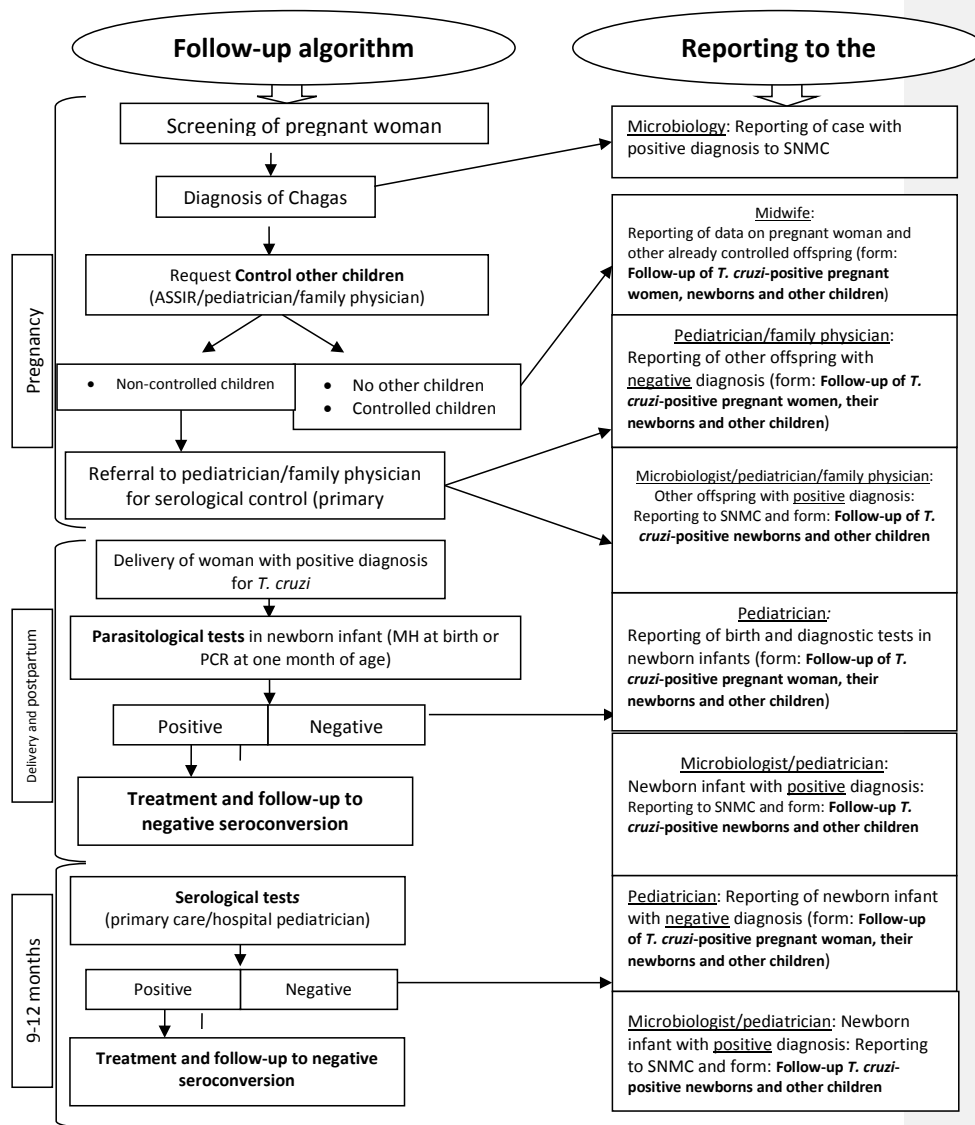 Follow-up algorithm
Reporting to the
Pregnancy
Screening of pregnant woman
Diagnosis of Chagas
Request Control other children
(ASSIR/pediatrician/family physician)
• Non-controlled children
• No other children
• Controlled children
Referral to pediatrician/family physician
for serological control (primary
Microbiology: Reporting of case with
positive diagnosis to SNMC
Midwife:
Reporting of data on pregnant woman and
other already controlled offspring (form:
Follow-up of T. cruzi-positive pregnant
women, newborns and other children)
Pediatrician/family physician:
Reporting of other offspring with
negative diagnosis (form: Follow-up of T.
cruzi-positive pregnant women, their
newborns and other children)
Microbiologist/pediatrician/family physician:
Other offspring with positive diagnosis:
Reporting to SNMC and form: Follow-up of T.
cruzi-positive newborns and other children
Delivery and postpartum
Delivery of woman with positive diagnosis
for T. cruzi
Parasitological tests in newborn infant (MH at birth or
PCR at one month of age)
Positive
Negative
Treatment and follow-up to
negative seroconversion
Pediatrician:
Reporting of birth and diagnostic tests in
newborn infants (form: Follow-up of T.
cruzi-positive pregnant woman, their
newborns and other children)
Microbiologist/pediatrician:
Newborn infant with positive diagnosis:
Reporting to SNMC and form: Follow-up T.
cruzi-positive newborns and other children
9-12 months
Serological tests
(primary care/hospital pediatrician)
Positive
Negative
Treatment and follow-up to negative
seroconversion
Pediatrician: Reporting of newborn infant
with negative diagnosis (form: Follow-up
of T. cruzi-positive pregnant woman, their
newborns and other children)
Microbiologist/pediatrician: Newborn
infant with positive diagnosis: Reporting
to SNMC and form: Follow-up T. cruzi-
positive newborns and other children